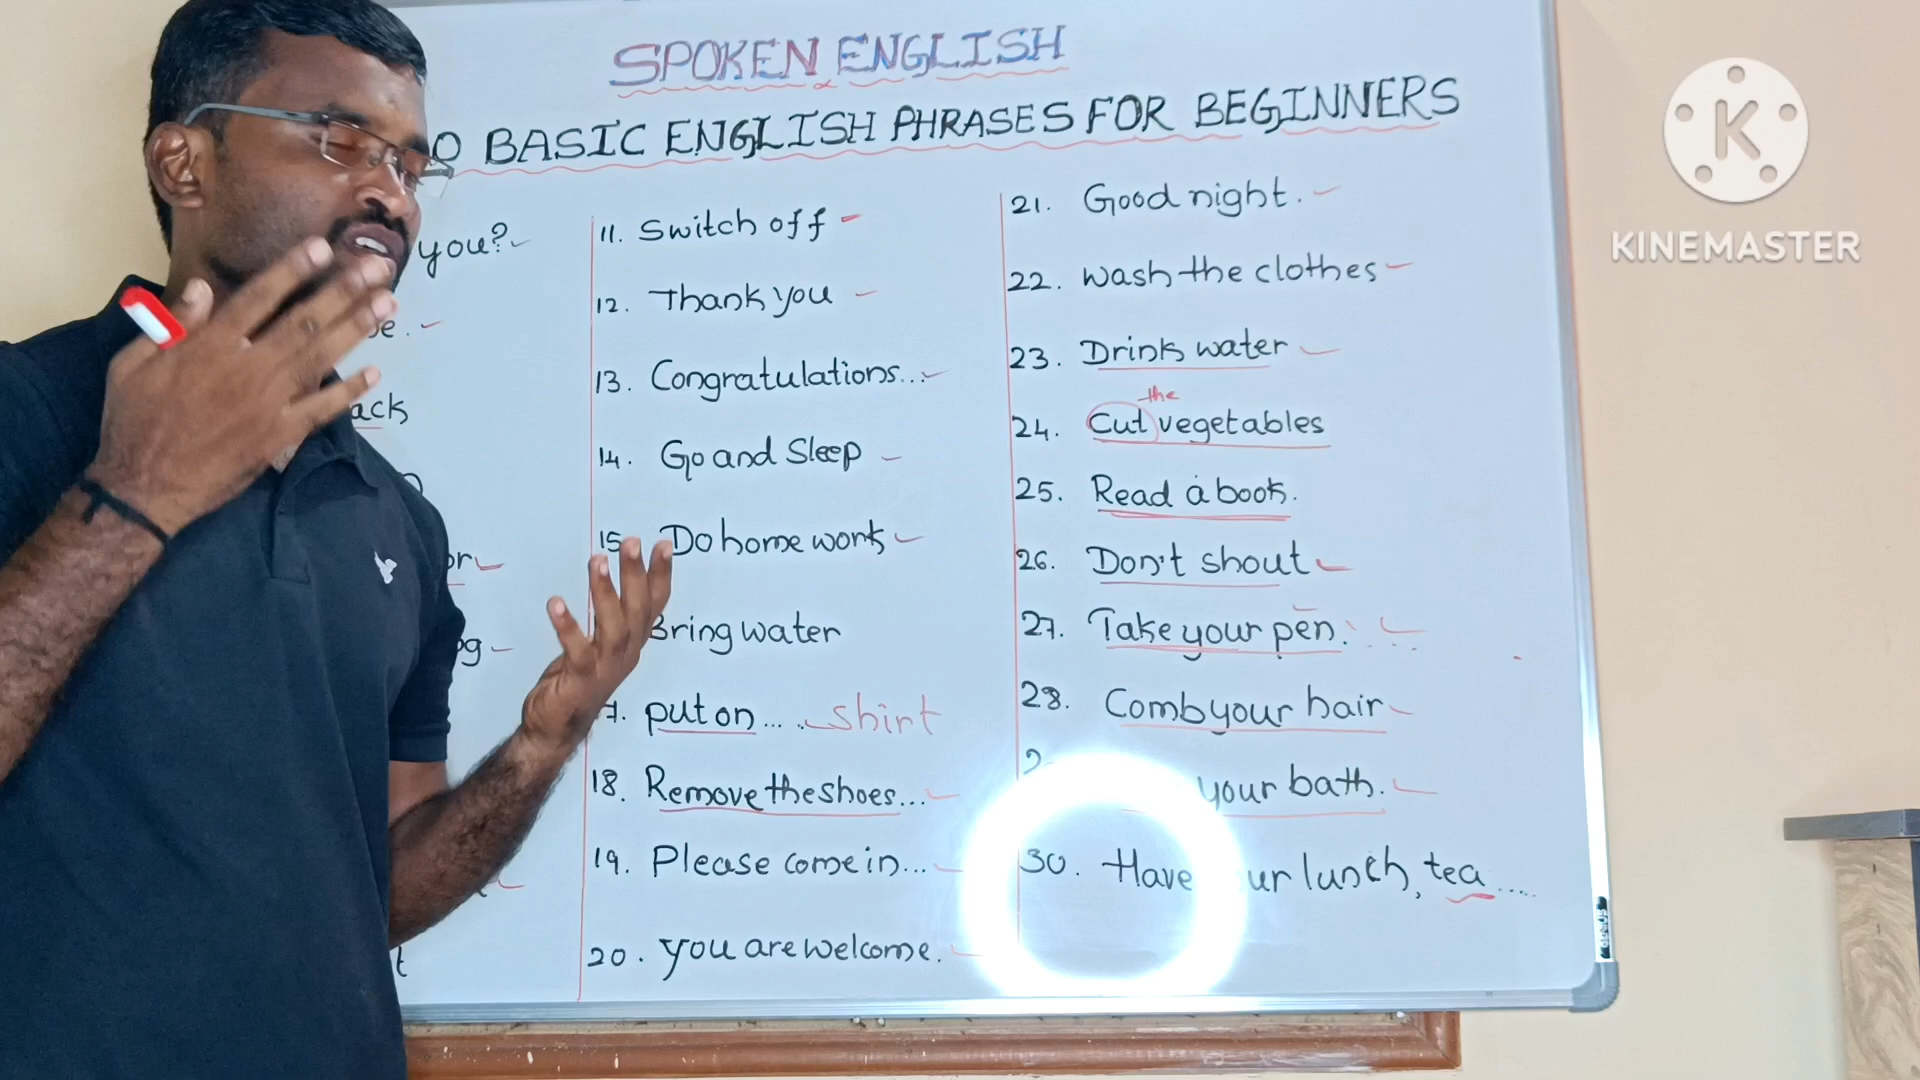 SPOKEN ENGLISH
BASIC ENGLISH PHRASES FOR BEGINNERS
you?
11. Switch off
12. Thank you
13. Congratulations...
14. Go and Sleep
15. Do home work
Bring water
put on..... shirt
18. Remove the shoes...
19. Please come in...
20. You are welcome.
21. Good night.
22. Wash the clothes
23. Drink water
the
24. Cut vegetables
25. Read a book.
26. Don't shout
27. Take your pen.
28. Comb your hair
your bath.
30. Have lunch, tea.....
K
KINEMASTER